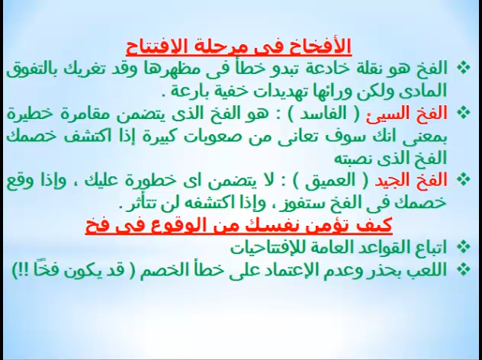 الأفخاخ فى مرحلة الإفتتاح
❖ الفخ هو نقلة خادعة تبدو خطأ فى مظهرها وقد تغريك بالتفوق
المادى ولكن ورائها تهديدات خفية بارعة .
❖ الفخ السيئ ( الفاسد ) : هو الفخ الذى يتضمن مقامرة خطيرة
بمعنى انك سوف تعانى من صعوبات كبيرة إذا اكتشف خصمك
الفخ الذى نصبته
❖ الفخ الجيد ( العميق ) : لا يتضمن اى خطورة عليك ، وإذا وقع
خصمك فى الفخ ستفوز ، وإذا اكتشفه لن تتأثر .
كيف تؤمن نفسك من الوقوع فى فخ
❖ اتباع القواعد العامة للإفتتاحيات
❖ اللعب بحذر وعدم الإعتماد على خطأ الخصم ( قد يكون فخًا !!)